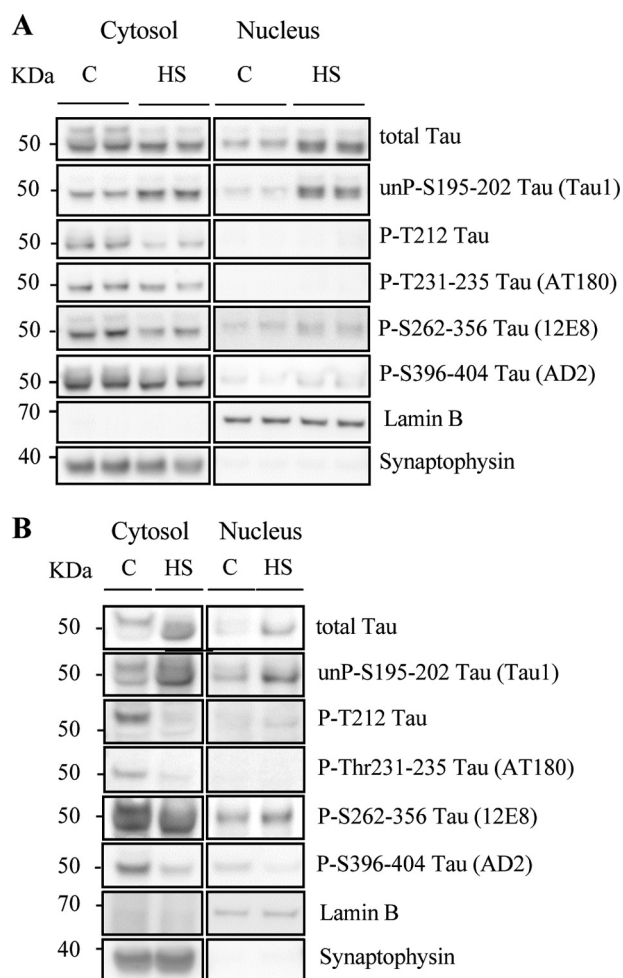 A
Cytosol Nucleus
KDa C HS C HS
50 total Tau
50 unP-S195-202 Tau (Tau1)
50 P-T212 Tau
50 P-T231-235 Tau (AT180)
50 P-S262-356 Tau (12E8)
50 P-S396-404 Tau (AD2)
70 Lamin B
40 Synaptophysin
B
Cytosol Nucleus
KDa C HS C HS
50 total Tau
50 unP-S195-202 Tau (Tau1)
50 P-T212 Tau
50 P-Thr231-235 Tau (AT180)
50 P-S262-356 Tau (12E8)
50 P-S396-404 Tau (AD2)
70 Lamin B
40 Synaptophysin